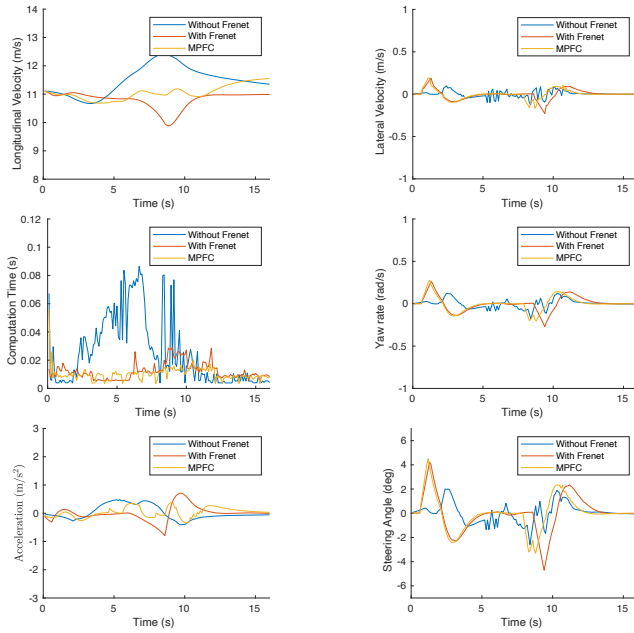 14
13
12
11
10
9
8
0
5
10
15
Longitudinal Velocity (m/s)
Time (s)
Without Frenet
With Frenet
MPFC
1
0.5
0
-0.5
-1
0
5
10
15
Lateral Velocity (m/s)
Time (s)
Without Frenet
With Frenet
MPFC
0.12
0.1
0.08
0.06
0.04
0.02
0
0
5
10
15
Computation Time (s)
Time (s)
Without Frenet
With Frenet
MPFC
1
0.5
0
-0.5
-1
0
5
10
15
Yaw rate (rad/s)
Time (s)
Without Frenet
With Frenet
MPFC
3
2
1
0
-1
-2
-3
0
5
10
15
Acceleration (m/s²)
Time (s)
Without Frenet
With Frenet
MPFC
6
4
2
0
-2
-4
-6
0
5
10
15
Steering Angle (deg)
Time (s)
Without Frenet
With Frenet
MPFC